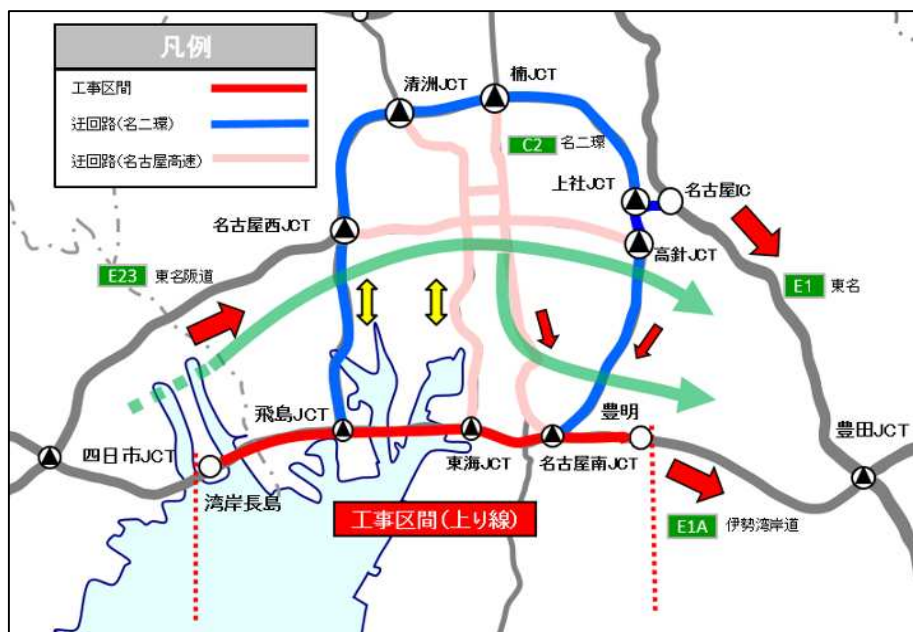 凡例
工事区間
迂回路(名二環)
迂回路(名古屋高速)
清洲JCT
楠JCT
C2 名二環
上社JCT
名古屋IC
名古屋西JCT
高針JCT
E23 東名阪道
E1 東名
飛島JCT
豊明
四日市JCT
豊田JCT
東海JCT
名古屋南JCT
湾岸長島
工事区間(上り線)
E1A 伊勢湾岸道